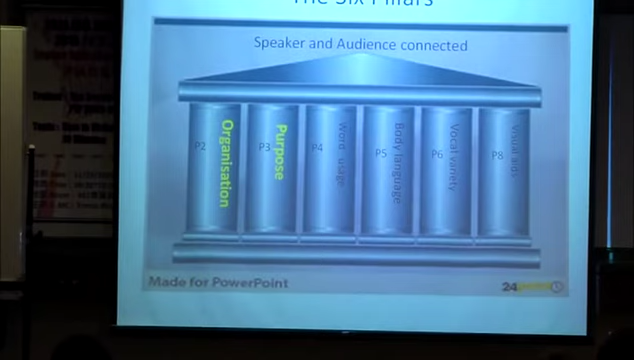 The Six Pillars
Speaker and Audience connected
P2
Organisation
P3
Purpose
P4
Word usage
P5
Body language
P6
Vocal variety
P8
Visual aids
Made for PowerPoint
24